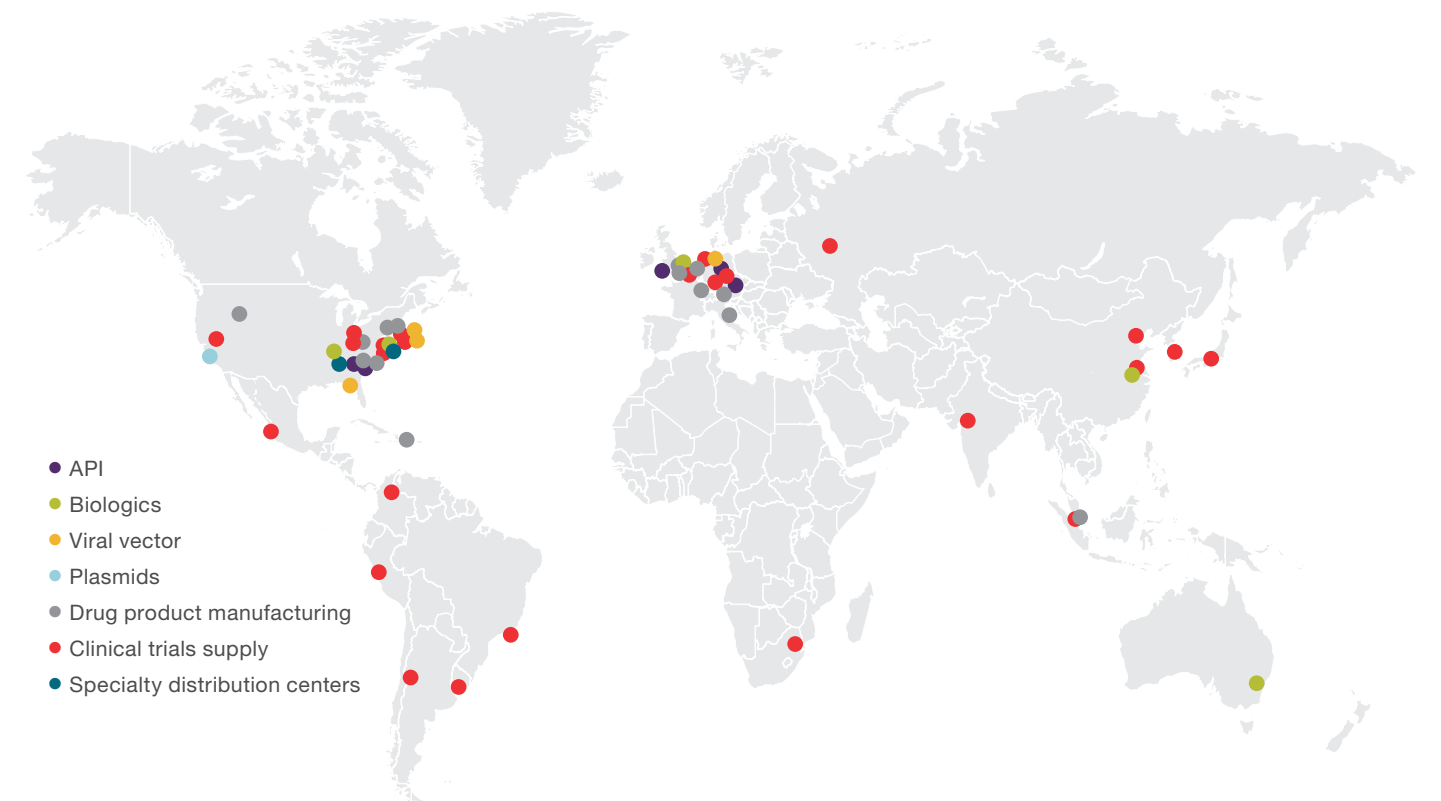 API
Biologics
Viral vector
Plasmids
Drug product manufacturing
Clinical trials supply
Specialty distribution centers